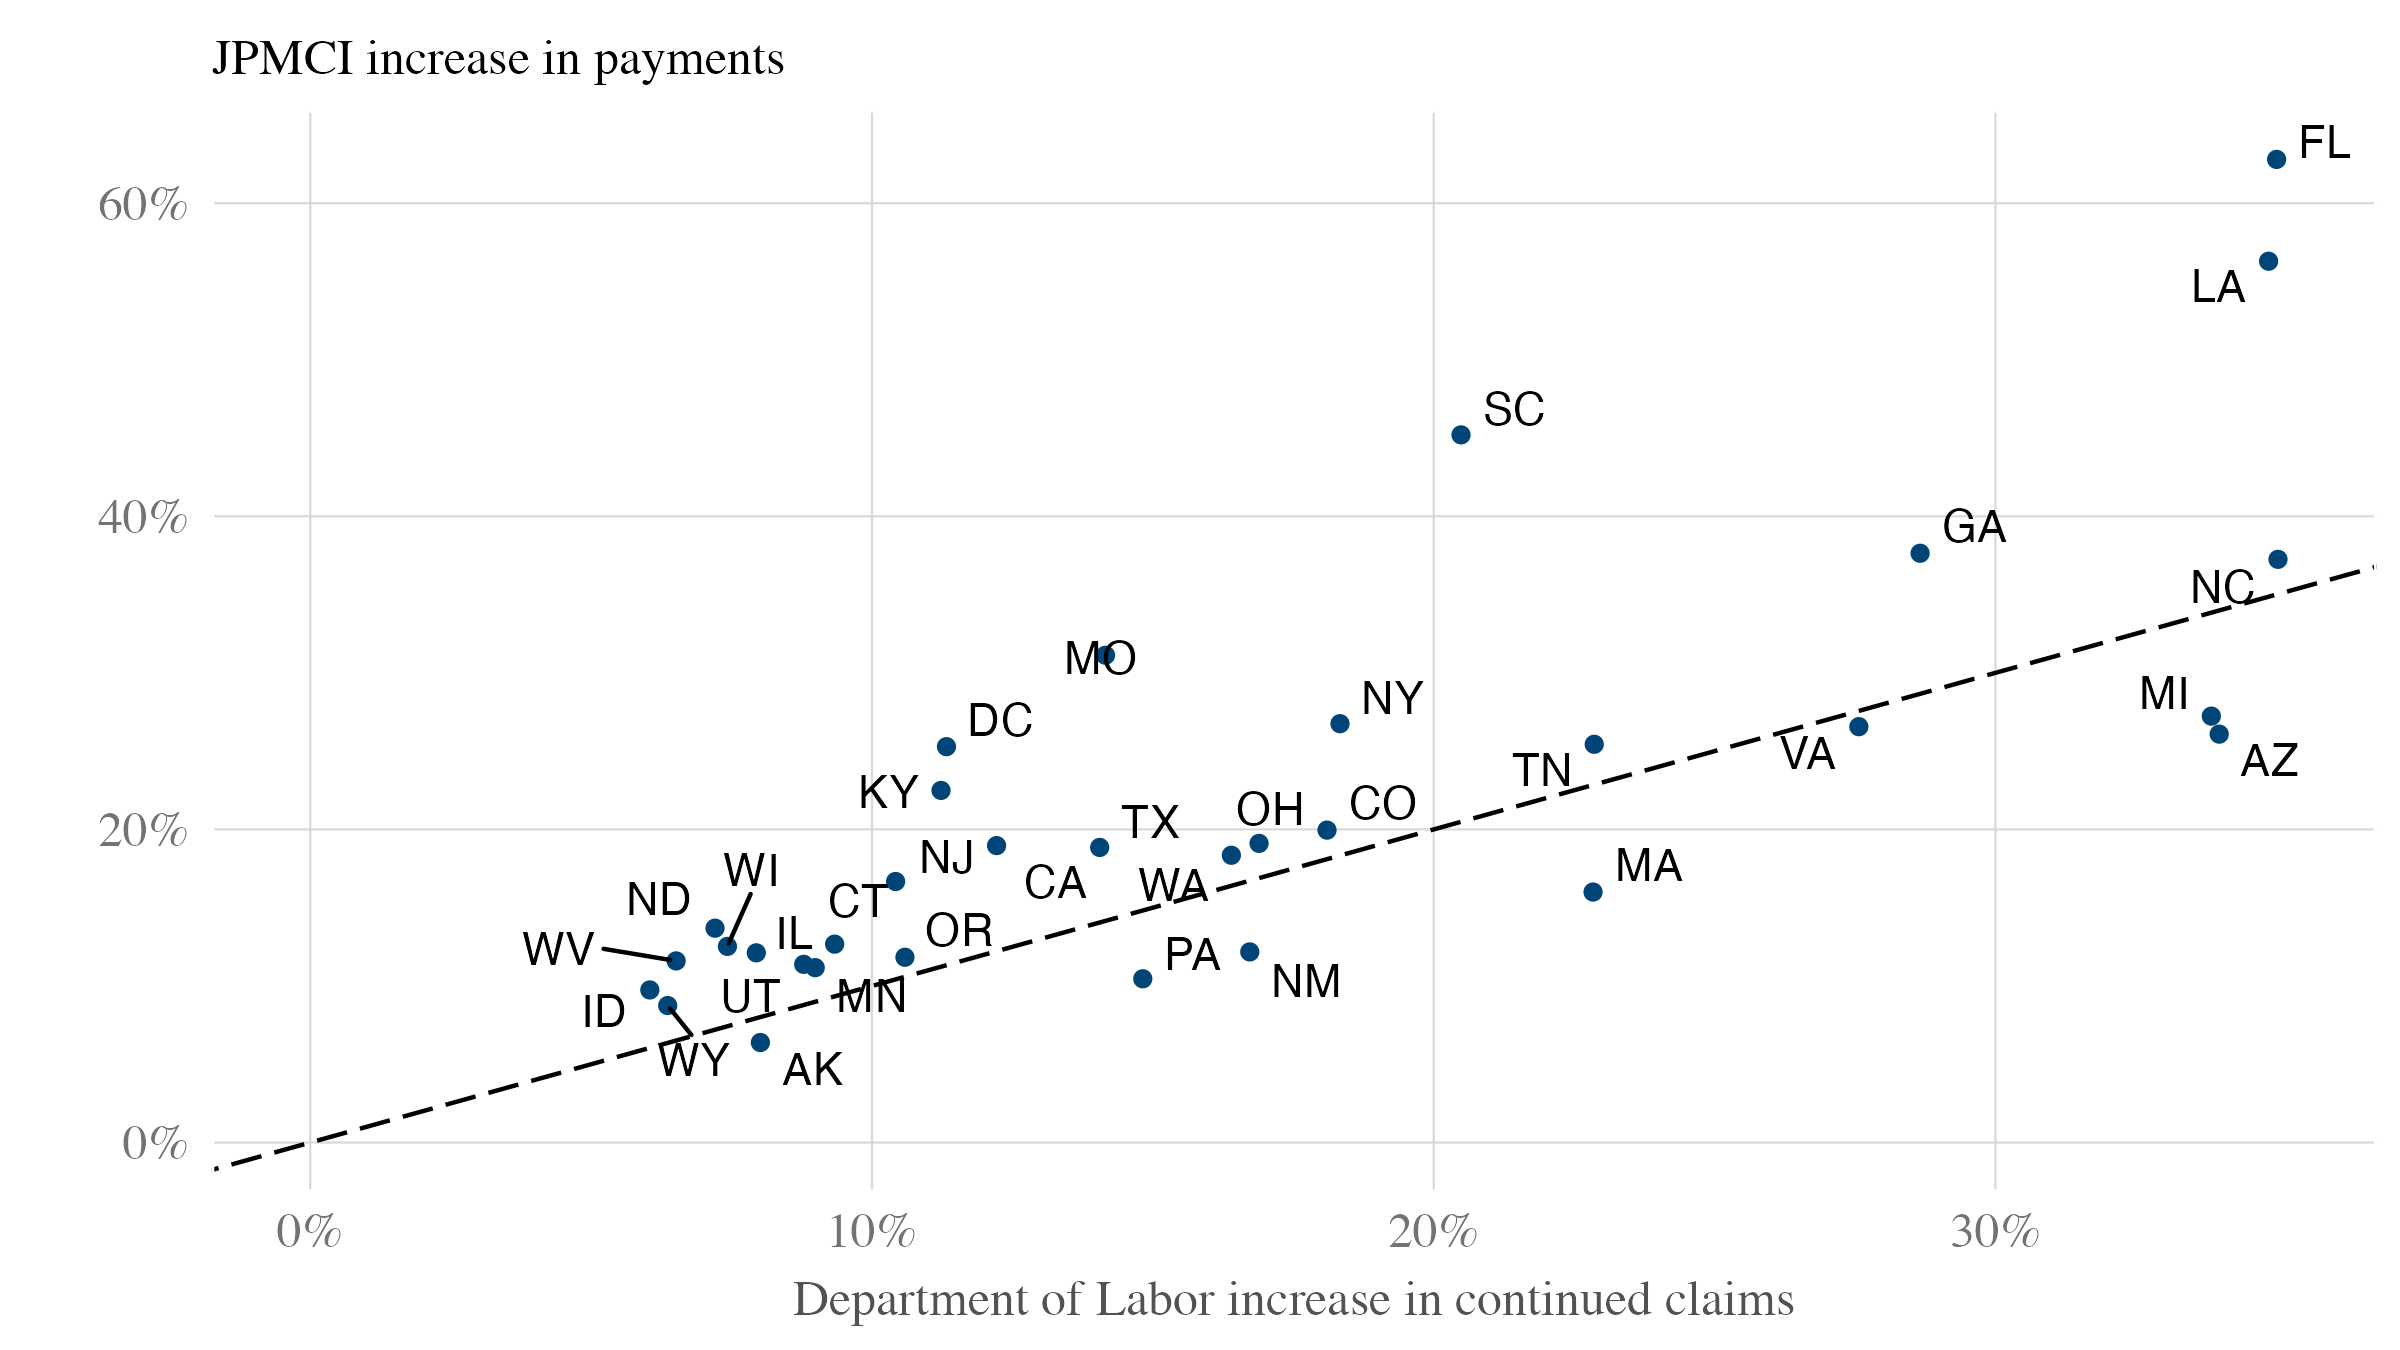 JPMCI increase in payments
FL
60%
LA
SC
40%
GA
NC
MO
NY
MI
DC
TN
VA
AZ
KY
TX
OH
CO
20%
NJ
WI
CA
WA
MA
ND
CT
IL
OR
WV
PA
NM
UT
MN
ID
WY
AK
0%
0%
10%
20%
30%
Department of Labor increase in continued claims